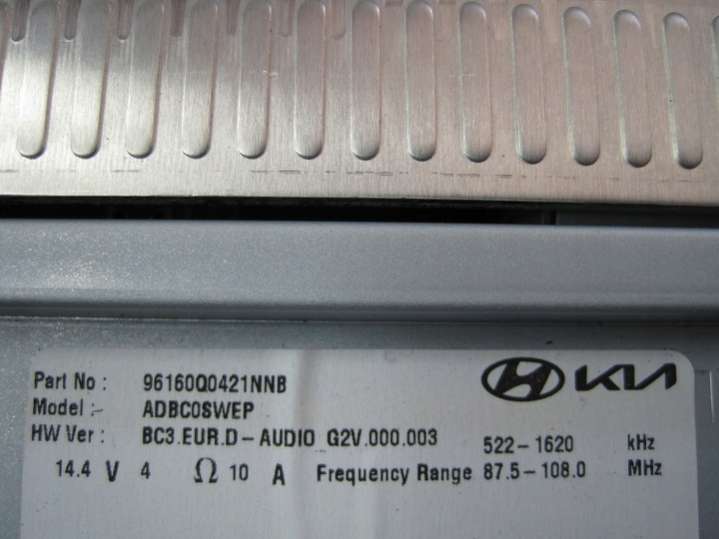 Part No : 96160Q0421NNB
KIA
Model :- ADBC0SWEP
HW Ver : BC3.EUR.D-AUDIO G2V.000.003 522-1620 kHz
14.4 V 4 Ω 10 A Frequency Range 87.5-108.0 MHz